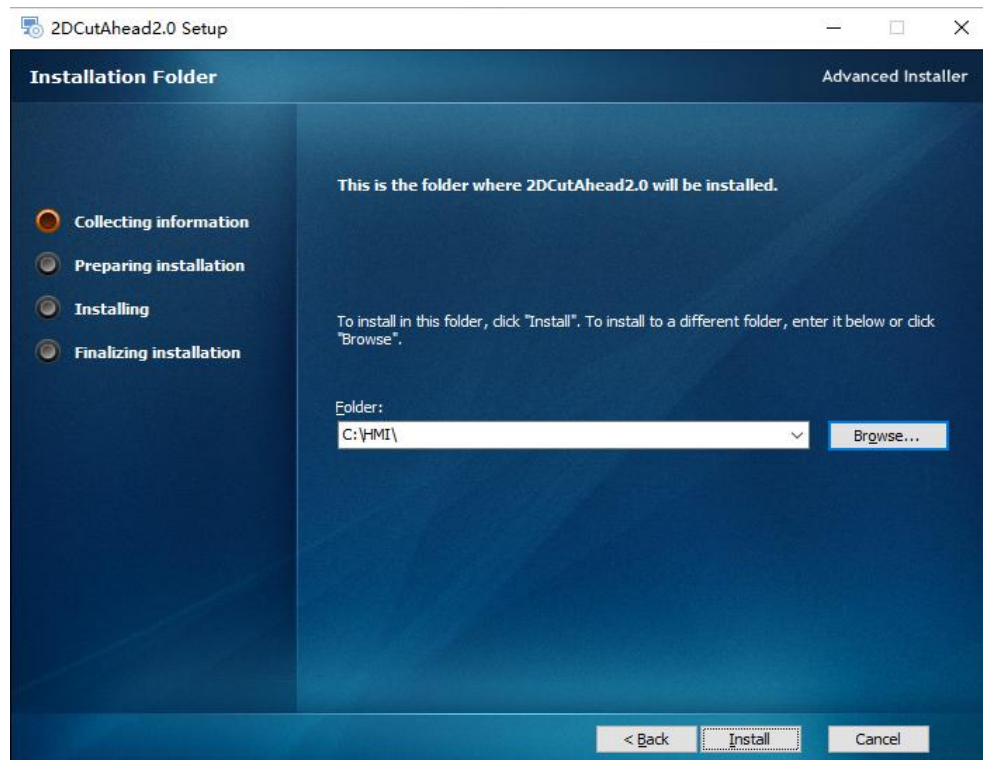 2DCutAhead2.0 Setup
Installation Folder
Advanced Installer
This is the folder where 2DCutAhead2.0 will be installed.
Collecting information
Preparing installation
Installing
Finalizing installation
To install in this folder, click "Install". To install to a different folder, enter it below or click
"Browse".
Folder:
C:\HMI\
Browse...
< Back
Install
Cancel